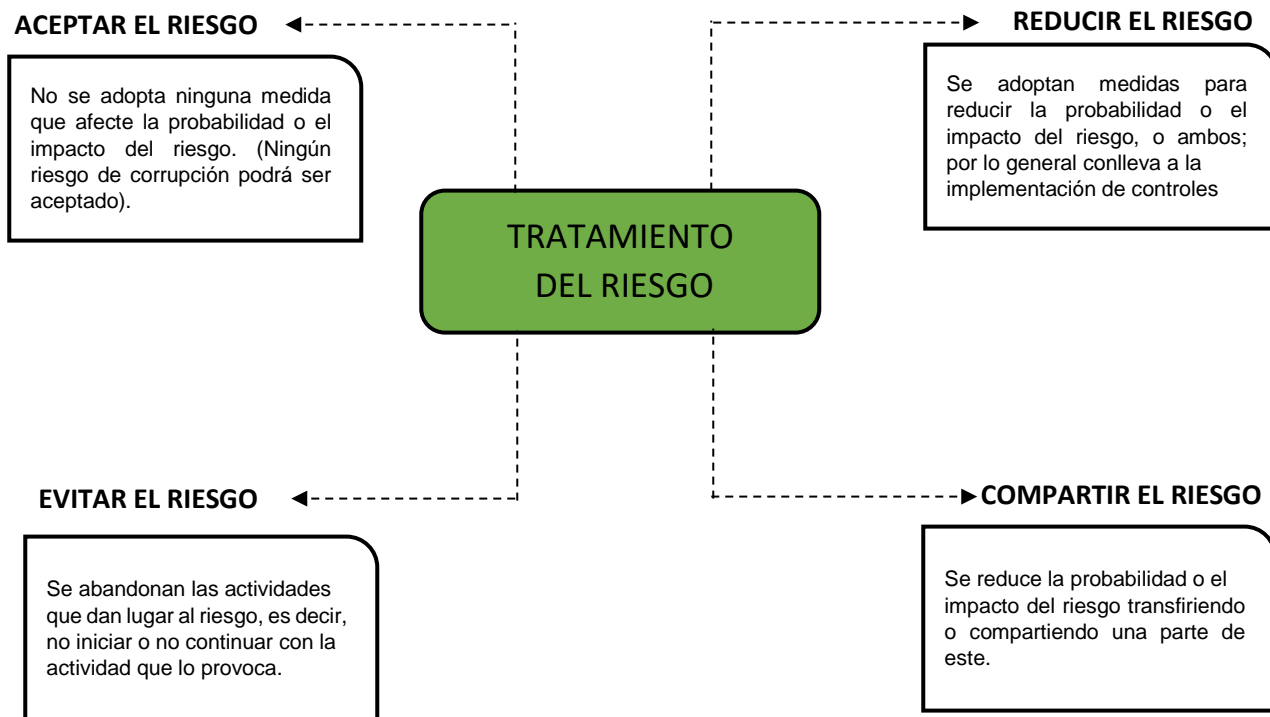 ACEPTAR EL RIESGO
No se adopta ninguna medida
que afecte la probabilidad o el
impacto del riesgo. (Ningún
riesgo de corrupción podrá ser
aceptado).
REDUCIR EL RIESGO
Se adoptan medidas para
reducir la probabilidad o el
impacto del riesgo, o ambos;
por lo general conlleva a la
implementación de controles
TRATAMIENTO
DEL RIESGO
EVITAR EL RIESGO
Se abandonan las actividades
que dan lugar al riesgo, es decir,
no iniciar o no continuar con la
actividad que lo provoca.
COMPARTIR EL RIESGO
Se reduce la probabilidad o el
impacto del riesgo transfiriendo
o compartiendo una parte de
este.